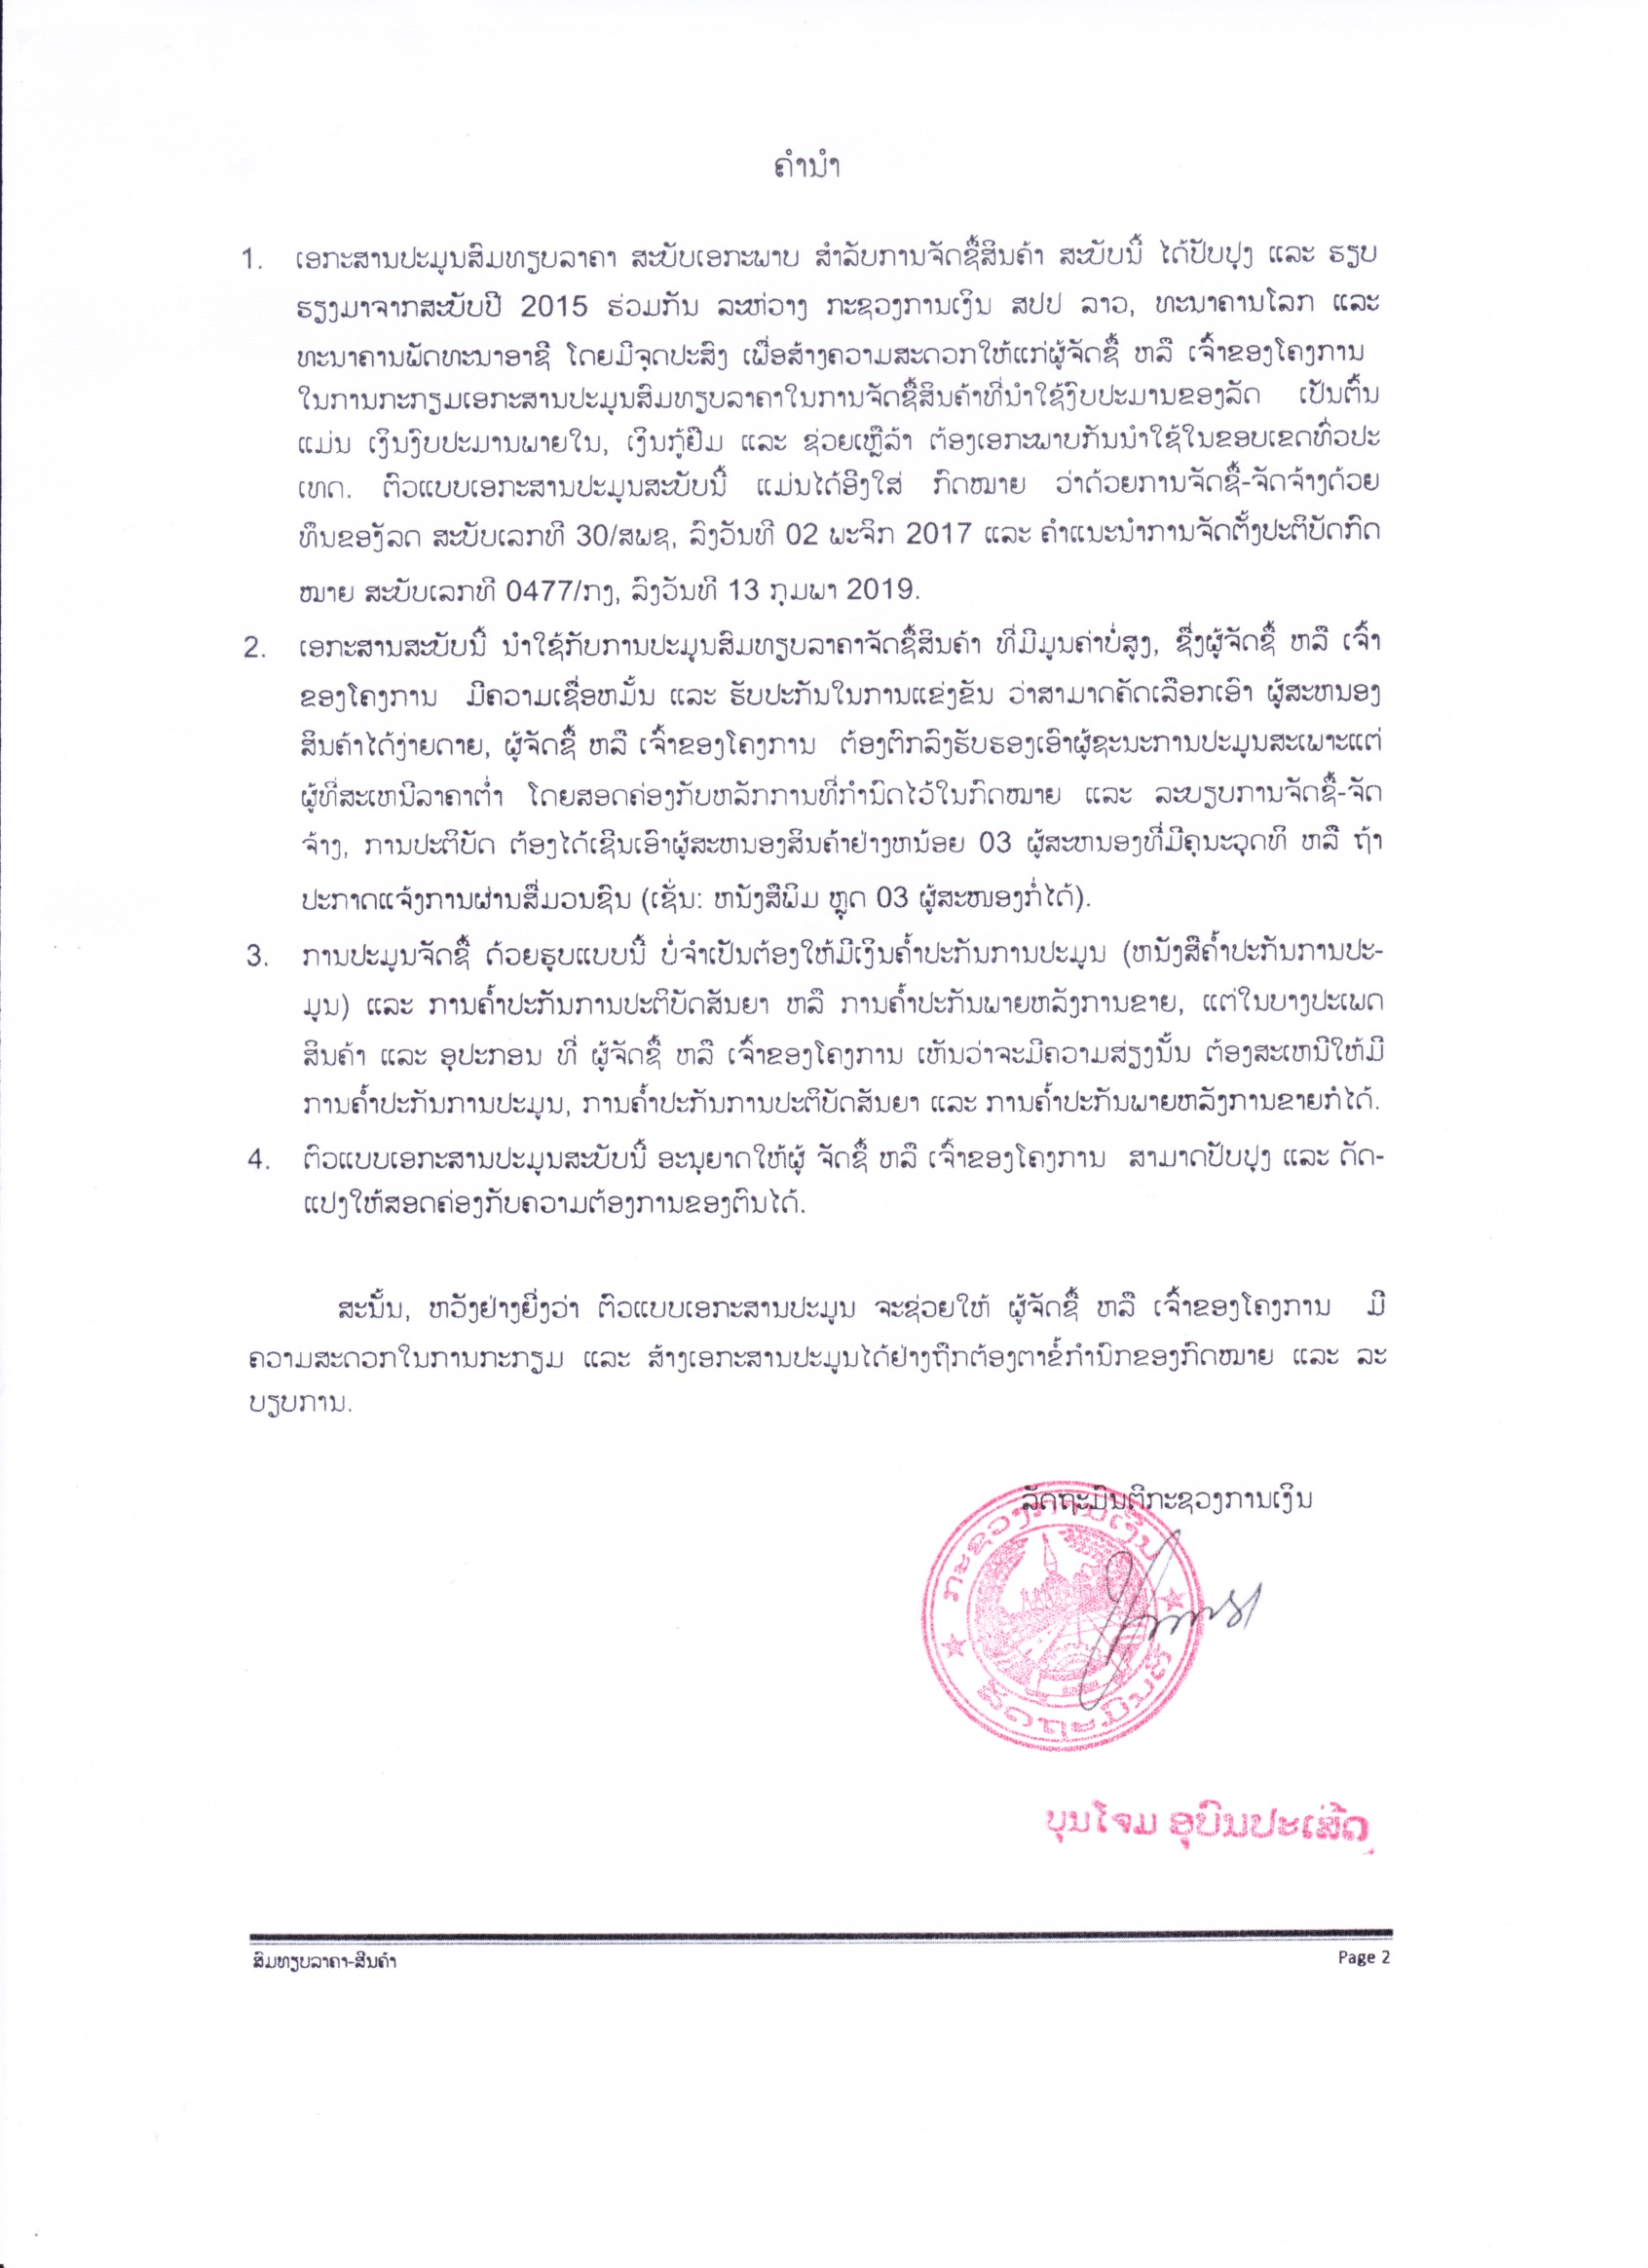 ຄຳນຳ
1. ເອກະສານປະມູນສົມທຽບລາຄາ ສະບັບເອກະພາບ ສຳລັບການຈັດຊື້ສິນຄ້າ ສະບັບນີ້ ໄດ້ປັບປຸງ ແລະ ຮຽບ
ຮຽງມາຈາກສະບັບປີ 2015 ຮ່ວມກັນ ລະຫ່ວາງ ກະຊວງການເງິນ ສປປ ລາວ, ທະນາຄານໂລກ ແລະ
ທະນາຄານພັດທະນາອາຊີ ໂດຍມີຈຸດປະສົງ ເພື່ອສ້າງຄວາມສະດວກໃຫ້ແກ່ຜູ້ຈັດຊື້ ຫລື ເຈົ້າຂອງໂຄງການ
ໃນການກະກຽມເອກະສານປະມູນສົມທຽບລາຄາໃນການຈັດຊື້ສິນຄ້າທີ່ນຳໃຊ້ງົບປະມານຂອງລັດ ເປັນຕົ້ນ
ແມ່ນ ເງິນງົບປະມານພາຍໃນ, ເງິນກູ້ຢືມ ແລະ ຊ່ວຍເຫຼືລ້າ ຕ້ອງເອກະພາບກັນນຳໃຊ້ໃນຂອບເຂດທົ່ວປະ
ເທດ. ຕົວແບບເອກະສານປະມູນສະບັບນີ້ ແມ່ນໄດ້ອີງໃສ່ ກົດໝາຍ ວ່າດ້ວຍການຈັດຊື້-ຈັດຈ້າງດ້ວຍ
ທຶນຂອງັລດ ສະບັບເລກທີ 30/ສພຊ, ລົງວັນທີ 02 ພະຈິກ 2017 ແລະ ຄຳແນະນຳການຈັດຕັ້ງປະຕິບັດກົດ
ໝາຍ ສະບັບເລກທີ 0477/ກງ, ລົງວັນທີ 13 ກຸມພາ 2019.
2. ເອກະສານສະບັບນີ້ ນຳໃຊ້ກັບການປະມູນສົມທຽບລາຄາຈັດຊື້ສິນຄ້າ ທີ່ມີມູນຄ່າບໍ່ສູງ, ຊຶ່ງຜູ້ຈັດຊື້ ຫລື ເຈົ້າ
ຂອງໂຄງການ ມີຄວາມເຊື່ອຫມັ້ນ ແລະ ຮັບປະກັນໃນການແຂ່ງຂັນ ວ່າສາມາດຄັດເລືອກເອົາ ຜູ້ສະຫນອງ
ສິນຄ້າໄດ້ງ່າຍດາຍ, ຜູ້ຈັດຊື້ ຫລື ເຈົ້າຂອງໂຄງການ ຕ້ອງຕົກລົງຮັບຮອງເອົາຜູ້ຊະນະການປະມູນສະເພາະແຕ່
ຜູ້ທີ່ສະເຫນີລາຄາຕ່ຳ ໂດຍສອດຄ່ອງກັບຫລັກການທີ່ກຳນົດໄວ້ໃນກົດໝາຍ ແລະ ລະບຽບການຈັດຊື້-ຈັດ
ຈ້າງ, ການປະຕິບັດ ຕ້ອງໄດ້ເຊີນເອົາຜູ້ສະຫນອງສິນຄ້າຢ່າງຫນ້ອຍ 03 ຜູ້ສະຫນອງທີ່ມີຄຸນະວຸດທິ ຫລື ຖ້າ
ປະກາດແຈ້ງການຜ່ານສື່ມວນຊົນ (ເຊັ່ນ: ຫນັງສືພິມ ຫຼຸດ 03 ຜູ້ສະໜອງກໍ່ໄດ້).
3. ການປະມູນຈັດຊື້ ດ້ວຍຮູບແບບນີ້ ບໍ່ຈຳເປັນຕ້ອງໃຫ້ມີເງິນຄ້ຳປະກັນການປະມູນ (ຫນັງສືຄ້ຳປະກັນການປະ-
ມູນ) ແລະ ການຄ້ຳປະກັນການປະຕິບັດສັນຍາ ຫລື ການຄ້ຳປະກັນພາຍຫລັງການຂາຍ, ແຕ່ໃນບາງປະເພດ
ສິນຄ້າ ແລະ ອຸປະກອນ ທີ່ ຜູ້ຈັດຊື້ ຫລື ເຈົ້າຂອງໂຄງການ ເຫັນວ່າຈະມີຄວາມສ່ຽງນັ້ນ ຕ້ອງສະເຫນີໃຫ້ມີ
ການຄ້ຳປະກັນການປະມູນ, ການຄ້ຳປະກັນການປະຕິບັດສັນຍາ ແລະ ການຄ້ຳປະກັນພາຍຫລັງການຂາຍກໍໄດ້.
4. ຕົວແບບເອກະສານປະມູນສະບັບນີ້ ອະນຸຍາດໃຫ້ຜູ້ ຈັດຊື້ ຫລື ເຈົ້າຂອງໂຄງການ ສາມາດປັບປຸງ ແລະ ດັດ-
ແປງໃຫ້ສອດຄ່ອງກັບຄວາມຕ້ອງການຂອງຕົນໄດ້.
ສະນັ້ນ, ຫວັງຢ່າງຍິ່ງວ່າ ຕົວແບບເອກະສານປະມູນ ຈະຊ່ວຍໃຫ້ ຜູ້ຈັດຊື້ ຫລື ເຈົ້າຂອງໂຄງການ ມີ
ຄວາມສະດວກໃນການກະກຽມ ແລະ ສ້າງເອກະສານປະມູນໄດ້ຢ່າງຖືກຕ້ອງຕາຂໍ້ກຳນົກຂອງກົດໝາຍ ແລະ ລະ
ບຽບການ.
ລັດຖະມົນຕີກະຊວງການເງິນ
ກະຊວງການເງິນ
ລັດຖະມົນຕີ
ບຸນໂຈມ ອຸບົນປະເສີດ
ສົມທຽບລາຄາ-ສິນຄ້າ
Page 2